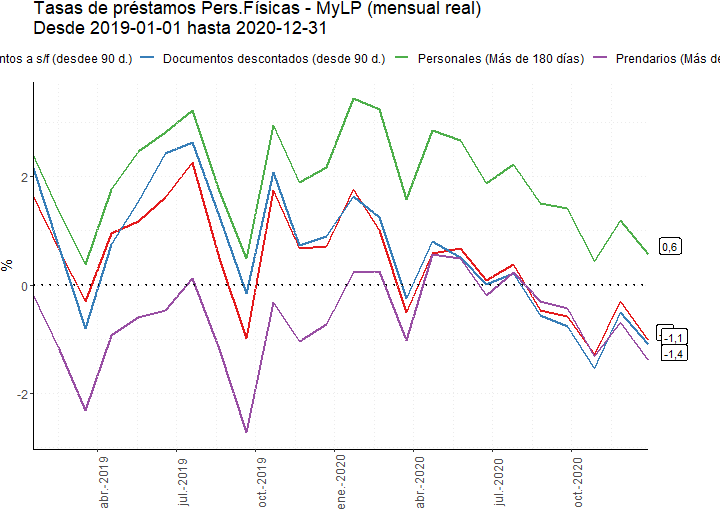 Tasas de préstamos Pers.Físicas - MyLP (mensual real)
Desde 2019-01-01 hasta 2020-12-31
ntos a s/f (desdee 90 d.) Documentos descontados (desde 90 d.) Personales (Más de 180 días) Prendarios (Más de
%
2
0
-2
0,6
-1,1
-1,4
abr.-2019
jul.-2019
oct.-2019
ene.-2020
abr.-2020
jul.-2020
oct.-2020